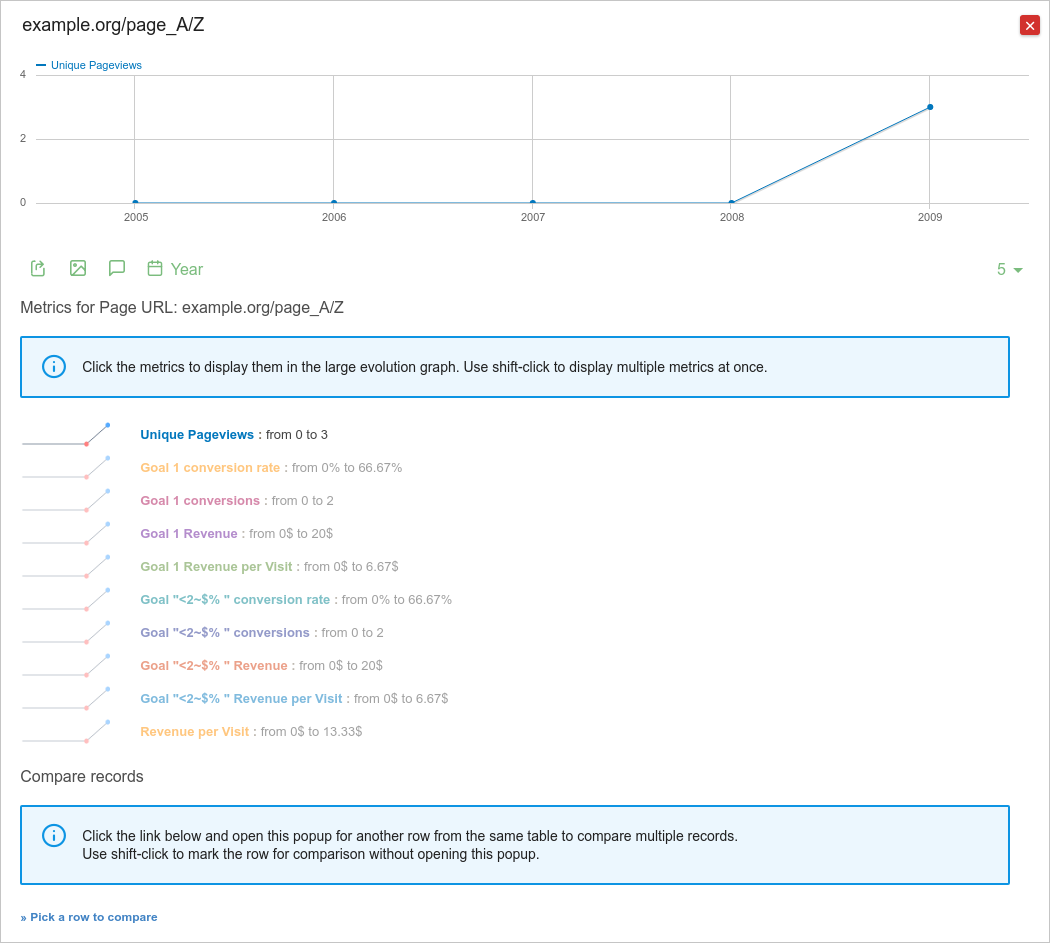 example.org/page_A/Z
Unique Pageviews
4
2
0
2005 2006 2007 2008 2009
Year 5
Metrics for Page URL: example.org/page_A/Z
Click the metrics to display them in the large evolution graph. Use shift-click to display multiple metrics at once.
Unique Pageviews : from 0 to 3
Goal 1 conversion rate : from 0% to 66.67%
Goal 1 conversions : from 0 to 2
Goal 1 Revenue : from 0$ to 20$
Goal 1 Revenue per Visit : from 0$ to 6.67$
Goal "<2~$% " conversion rate : from 0% to 66.67%
Goal "<2~$% " conversions : from 0 to 2
Goal "<2~$% " Revenue : from 0$ to 20$
Goal "<2~$% " Revenue per Visit : from 0$ to 6.67$
Revenue per Visit : from 0$ to 13.33$
Compare records
Click the link below and open this popup for another row from the same table to compare multiple records.
Use shift-click to mark the row for comparison without opening this popup.
» Pick a row to compare